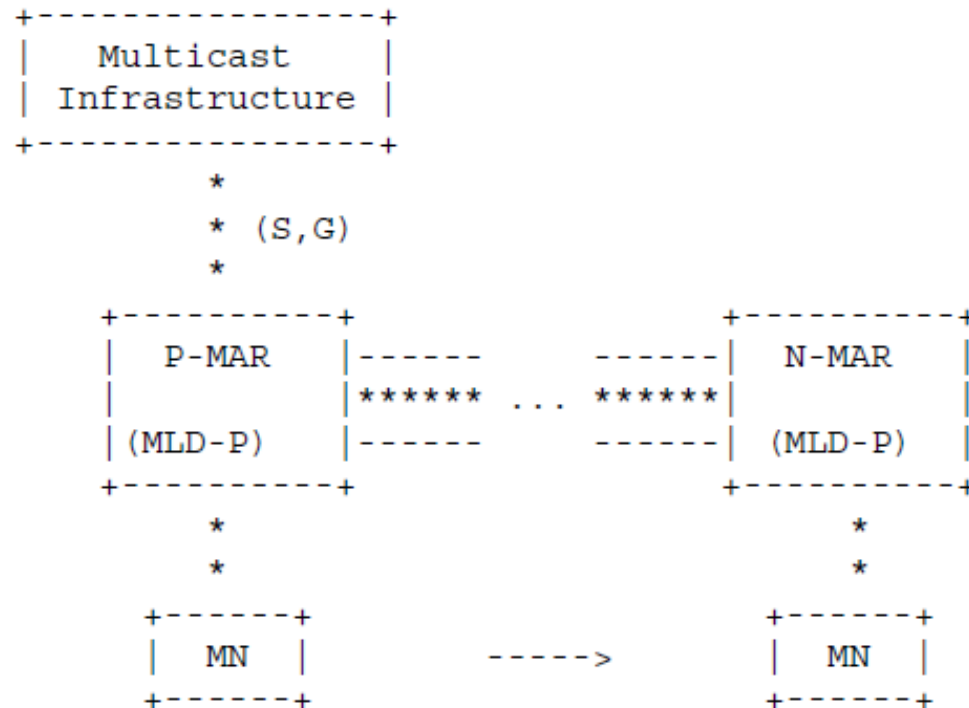 Multicast
Infrastructure
(S,G)
P-MAR
N-MAR
...
(MLD-P)
(MLD-P)
MN
----->
MN